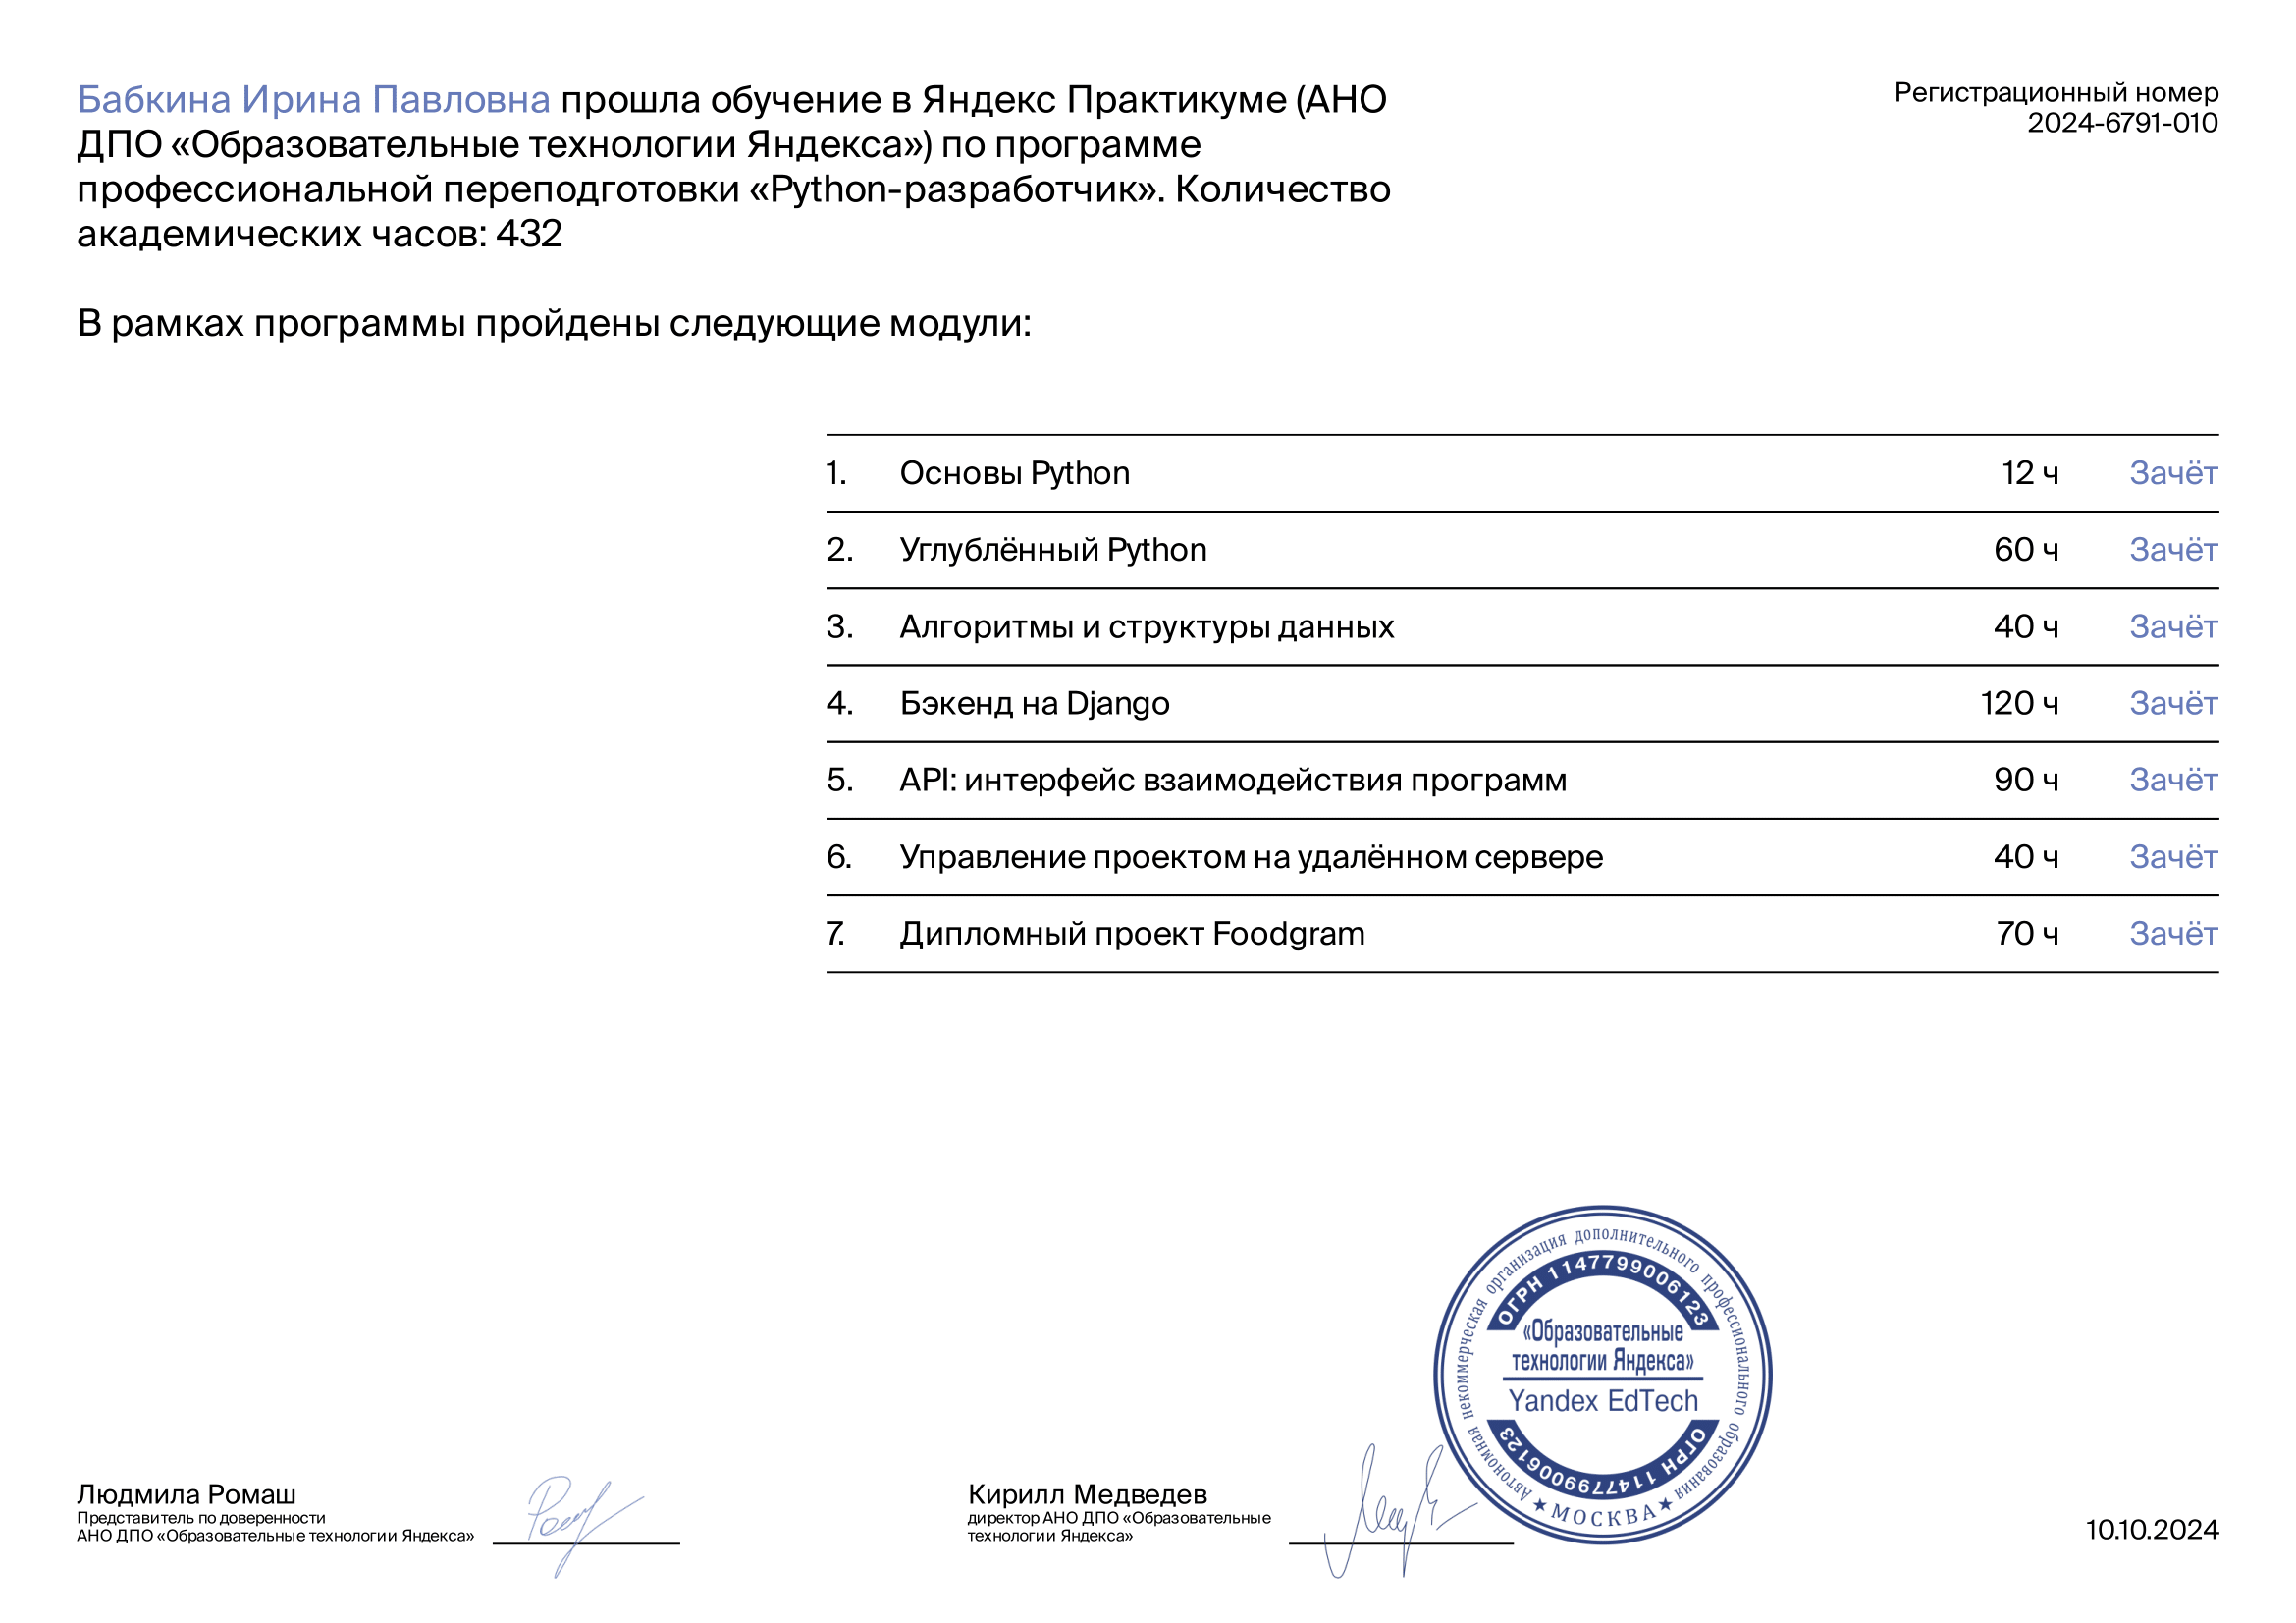 Бабкина Ирина Павловна прошла обучение в Яндекс Практикуме (АНО
ДПО «Образовательные технологии Яндекса») по программе
профессиональной переподготовки «Python-разработчик». Количество
академических часов: 432
Регистрационный номер
2024-6791-010
В рамках программы пройдены следующие модули:
1. Основы Python 12 ч Зачёт
2. Углублённый Python 60 ч Зачёт
3. Алгоритмы и структуры данных 40 ч Зачёт
4. Бэкенд на Django 120 ч Зачёт
5. API: интерфейс взаимодействия программ 90 ч Зачёт
6. Управление проектом на удалённом сервере 40 ч Зачёт
7. Дипломный проект Foodgram 70 ч Зачёт
Людмила Ромаш
Представитель по доверенности
АНО ДПО «Образовательные технологии Яндекса»
Кирилл Медведев
директор АНО ДПО «Образовательные
технологии Яндекса»
Автономная некоммерческая организация дополнительного профессионального образования
ОГРН 1147799006123
«Образовательные
технологии Яндекса»
Yandex EdTech
ОГРН 1147799006123
★ МОСКВА ★
10.10.2024